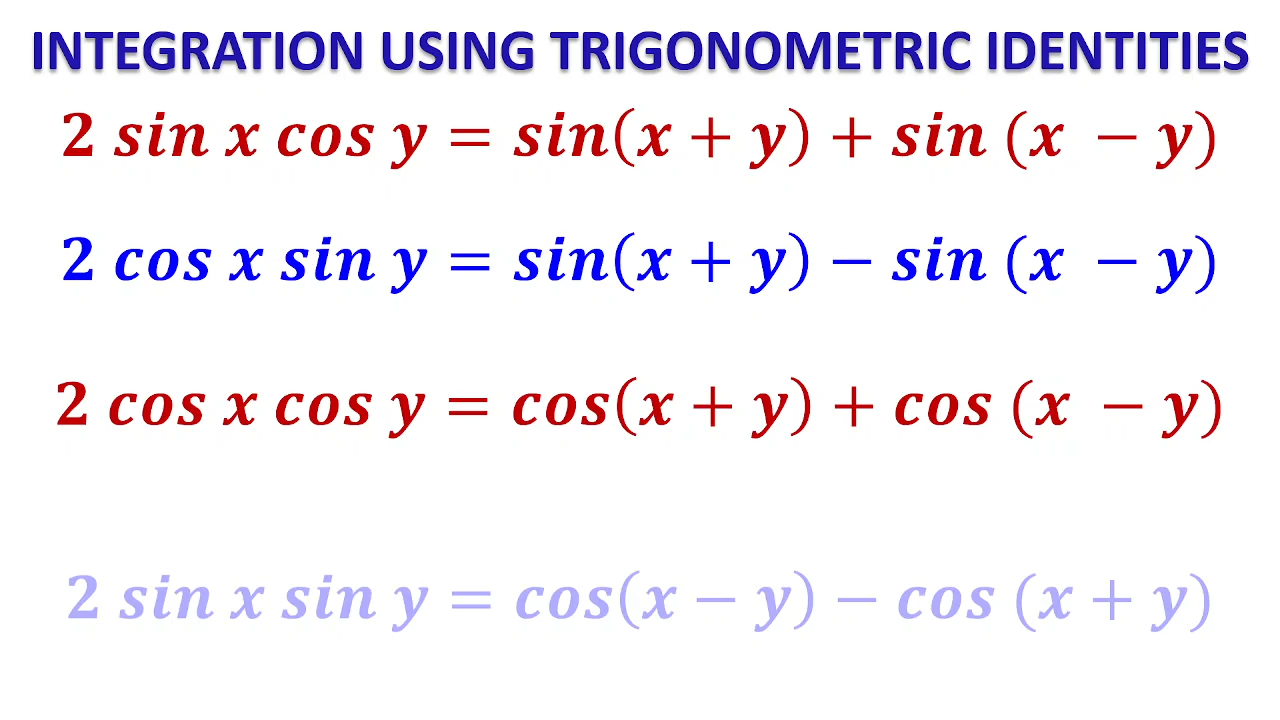 INTEGRATION USING TRIGONOMETRIC IDENTITIES
2 sin x cos y = sin(x + y) + sin (x − y)
2 cos x sin y = sin(x + y) − sin (x − y)
2 cos x cos y = cos(x + y) + cos (x − y)
2 sin x sin y = cos(x − y) − cos (x + y)